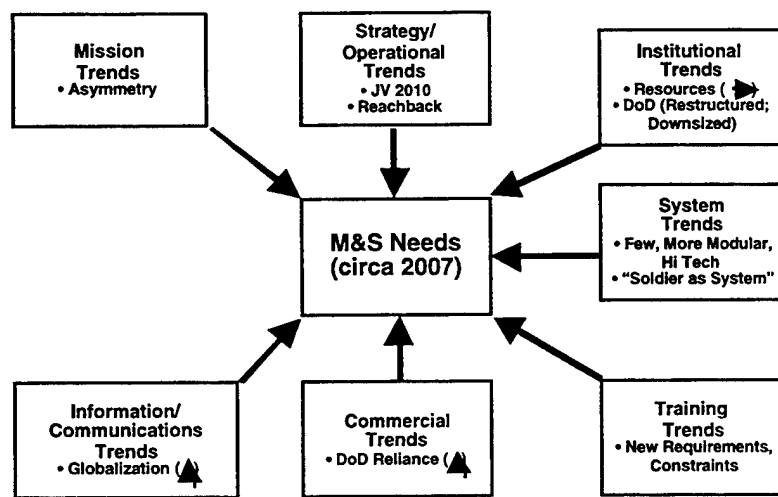 Mission
Trends
• Asymmetry
Strategy/
Operational
Trends
• JV 2010
• Reachback
Institutional
Trends
• Resources ( )
• DoD (Restructured;
Downsized)
M&S Needs
(circa 2007)
System
Trends
• Few, More Modular,
Hi Tech
• “Soldier as System”
Information/
Communications
Trends
• Globalization ( )
Commercial
Trends
• DoD Reliance ( )
Training
Trends
• New Requirements,
Constraints